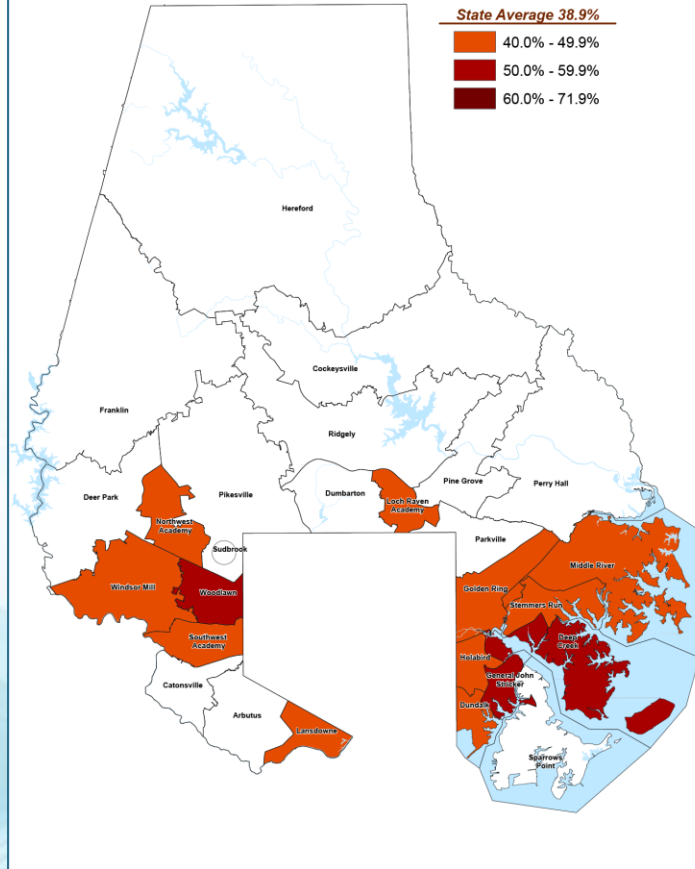 State Average 38.9%
40.0% - 49.9%
50.0% - 59.9%
60.0% - 71.9%
Hereford
Cockeysville
Franklin
Ridgely
Deer Park
Pikesville
Dumbarton
Loch Raven
Academy
Pine Grove
Perry Hall
Northwest
Academy
Sudbrook
Parkville
Middle River
Windsor Mill
Woodlawn
Golden Ring
Stemmers Run
Southwest
Academy
Deep
Creek
Holabird
General John
Stricker
Catonsville
Arbutus
Lansdowne
Dundalk
Sparrows
Point